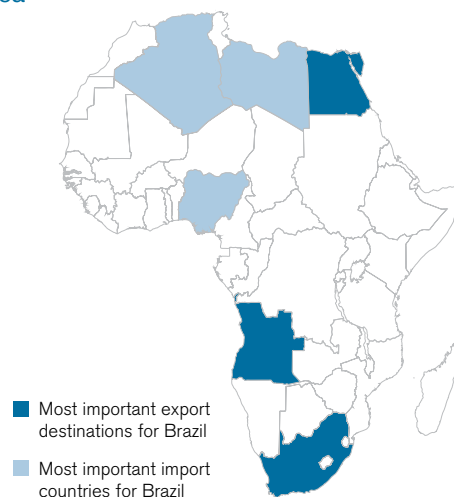 Most important export
destinations for Brazil
Most important import
countries for Brazil